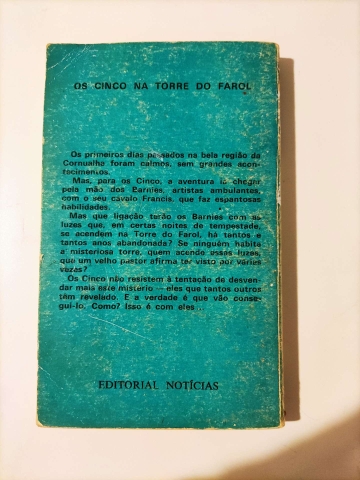 OS CINCO NA TORRE DO FAROL
Os primeiros dias passados na bela região da
Cornualha foram calmos, sem grandes acon-
tecimentos.
Mas, para os Cinco, a aventura ia chegar
pela mão dos Barnies, artistas ambulantes,
com o seu cavalo Francis, que faz espantosas
habilidades.
Mas que ligação terão os Barnies com as
luzes que, em certas noites de tempestade,
se acendem na Torre do Farol, há tantos e
tantos anos abandonada? Se ninguém habita
a misteriosa torre, quem acende essas luzes,
que um velho pastor afirma ter visto por várias
vezes?
Os Cinco não resistem à tentação de desven-
dar mais este mistério — eles que tantos outros
têm revelado. E a verdade é que vão conse-
gui-lo. Como? Isso é com eles...
EDITORIAL NOTÍCIAS